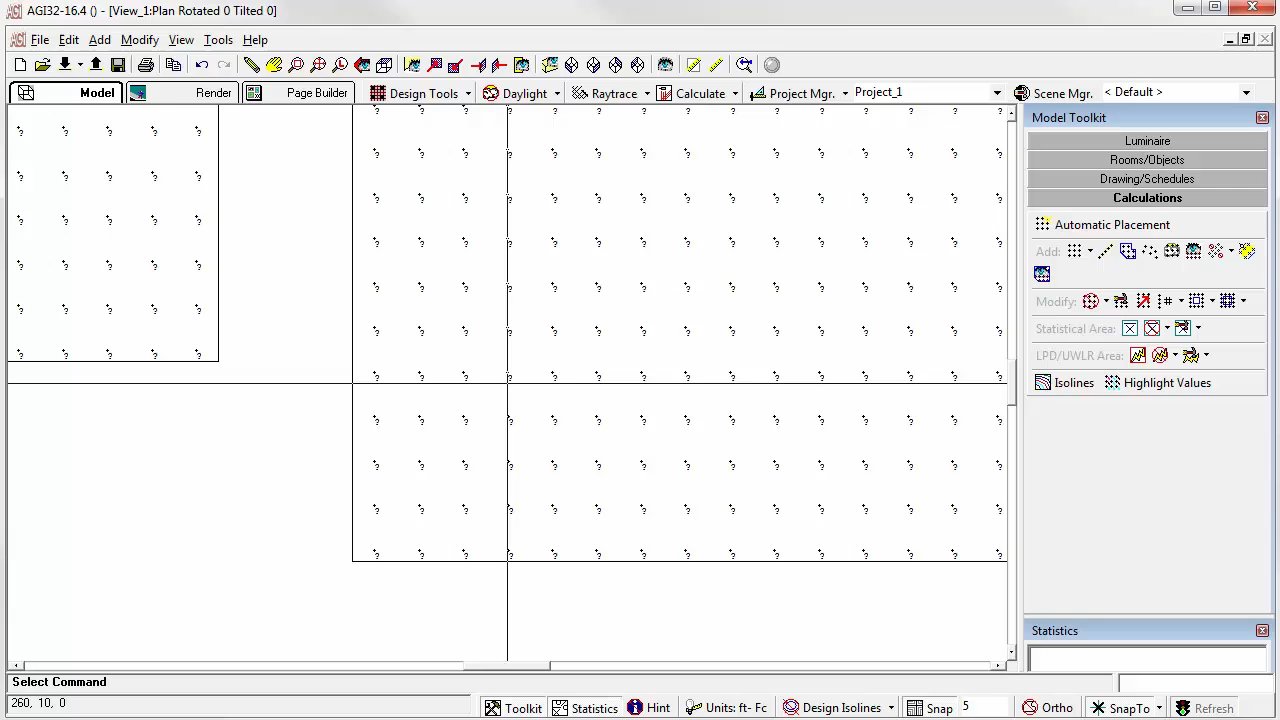 AGI32-16.4 () - [View_1:Plan Rotated 0 Tilted 0]
AGI File Edit Add Modify View Tools Help
Model Render Page Builder Design Tools Daylight Raytrace Calculate Project Mgr. Project_1 Scene Mgr. < Default >
Model Toolkit
Luminaire
Rooms/Objects
Drawing/Schedules
Calculations
Automatic Placement
Add:
Modify:
Statistical Area:
LPD/UWLR Area:
Isolines Highlight Values
Statistics
Select Command
260, 10, 0
Toolkit Statistics Hint Units: ft- Fc Design Isolines Snap 5 Ortho SnapTo Refresh